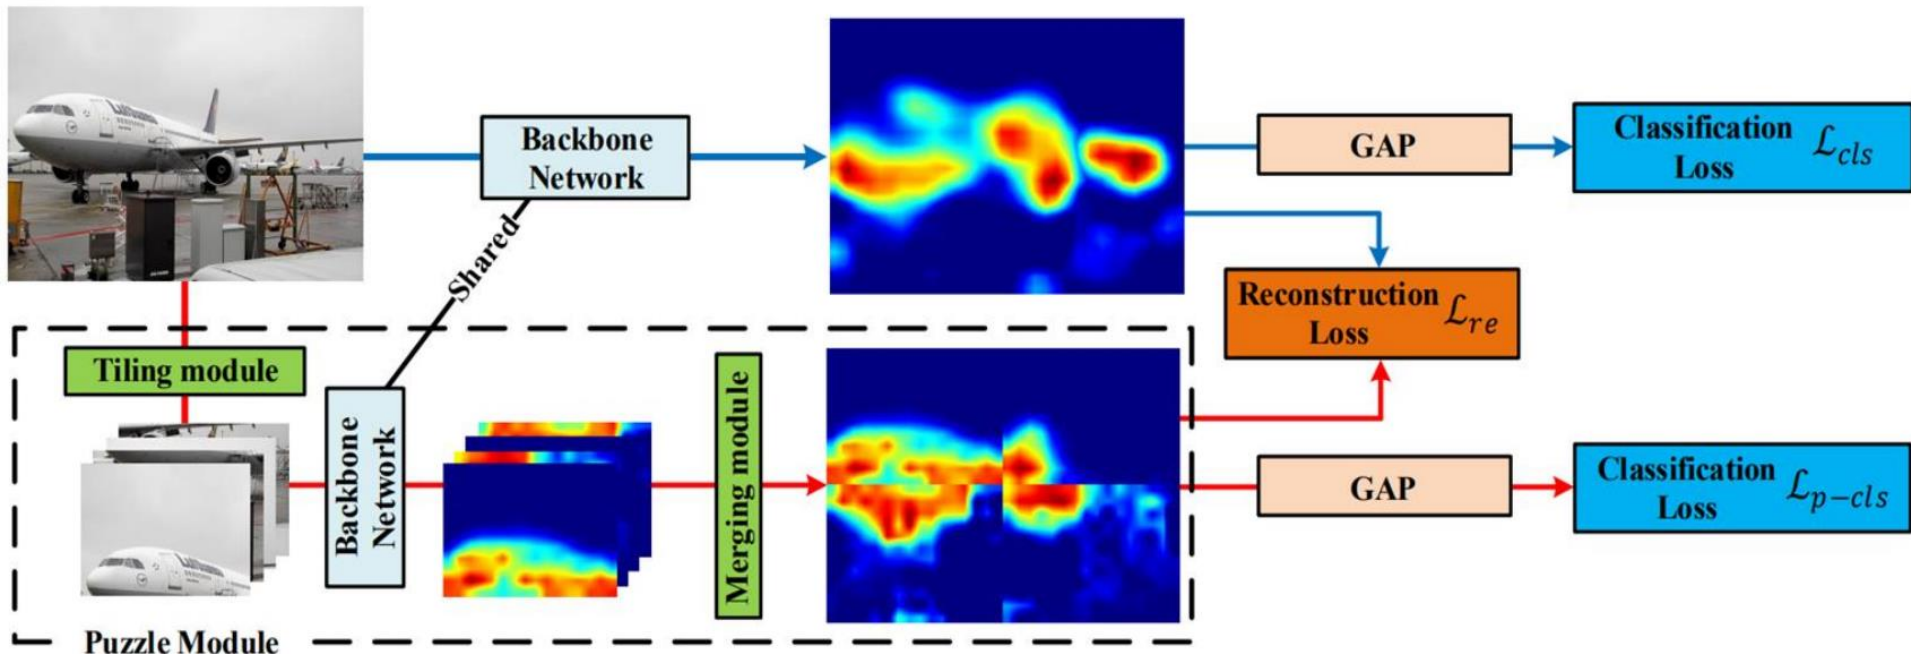 Lufthansa
Backbone
Network
GAP
Classification
Loss
ℒcls
Shared
Reconstruction
Loss
ℒre
Tiling module
Backbone
Network
Merging module
GAP
Classification
Loss
ℒp−cls
Puzzle Module